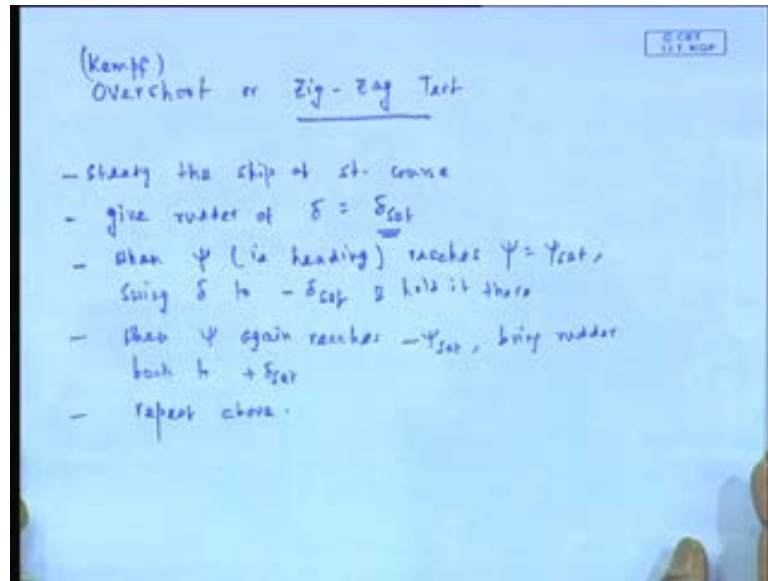 © CET
I.I.T. KGP
(Kempf)
Overshoot or Zig-Zag Test
- Steady the ship at st. course
- give rudder of δ = δset
- When ψ (ie heading) reaches ψ = ψset,
swing δ to - δset & hold it there
- When ψ again reaches -ψset, bring rudder
back to + δset
- repeat above.